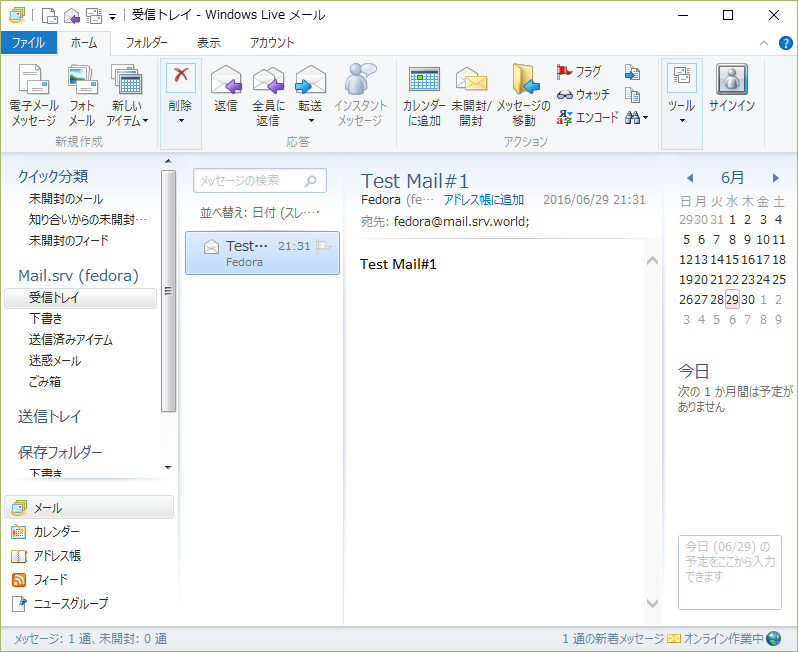 受信トレイ - Windows Live メール
ファイル ホーム フォルダー 表示 アカウント
電子メール
メッセージ
フォト
メール
新しい
アイテム
新規作成
削除
返信
全員に
返信
転送
インスタント
メッセージ
応答
カレンダー
に追加
未開封/
開封
メッセージの
移動
フラグ
ウォッチ
エンコード
アクション
ツール
サインイン
クイック分類
未開封のメール
知り合いからの未開封…
未開封のフィード
Mail.srv (fedora)
受信トレイ
下書き
送信済みアイテム
迷惑メール
ごみ箱
送信トレイ
保存フォルダー
下書き
メール
カレンダー
アドレス帳
フィード
ニュースグループ
メッセージの検索
並べ替え: 日付 (スレ…
Test… 21:31
Fedora
Test Mail#1
Fedora (fe… アドレス帳に追加 2016/06/29 21:31
宛先: fedora@mail.srv.world;
Test Mail#1
6月
日 月 火 水 木 金 土
29 30 31 1 2 3 4
5 6 7 8 9 10 11
12 13 14 15 16 17 18
19 20 21 22 23 24 25
26 27 28 29 30 1 2
3 4 5 6 7 8 9
今日
次の 1 か月間は予定が
ありません
今日 (06/29) の
予定をここから入力
できます
メッセージ: 1 通、未開封: 0 通
1 通の新着メッセージ オンライン作業中